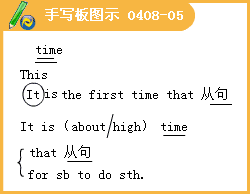 手写板图示 0408-05
time
This
It is the first time that 从句
It is (about/high) time
that 从句
for sb to do sth.